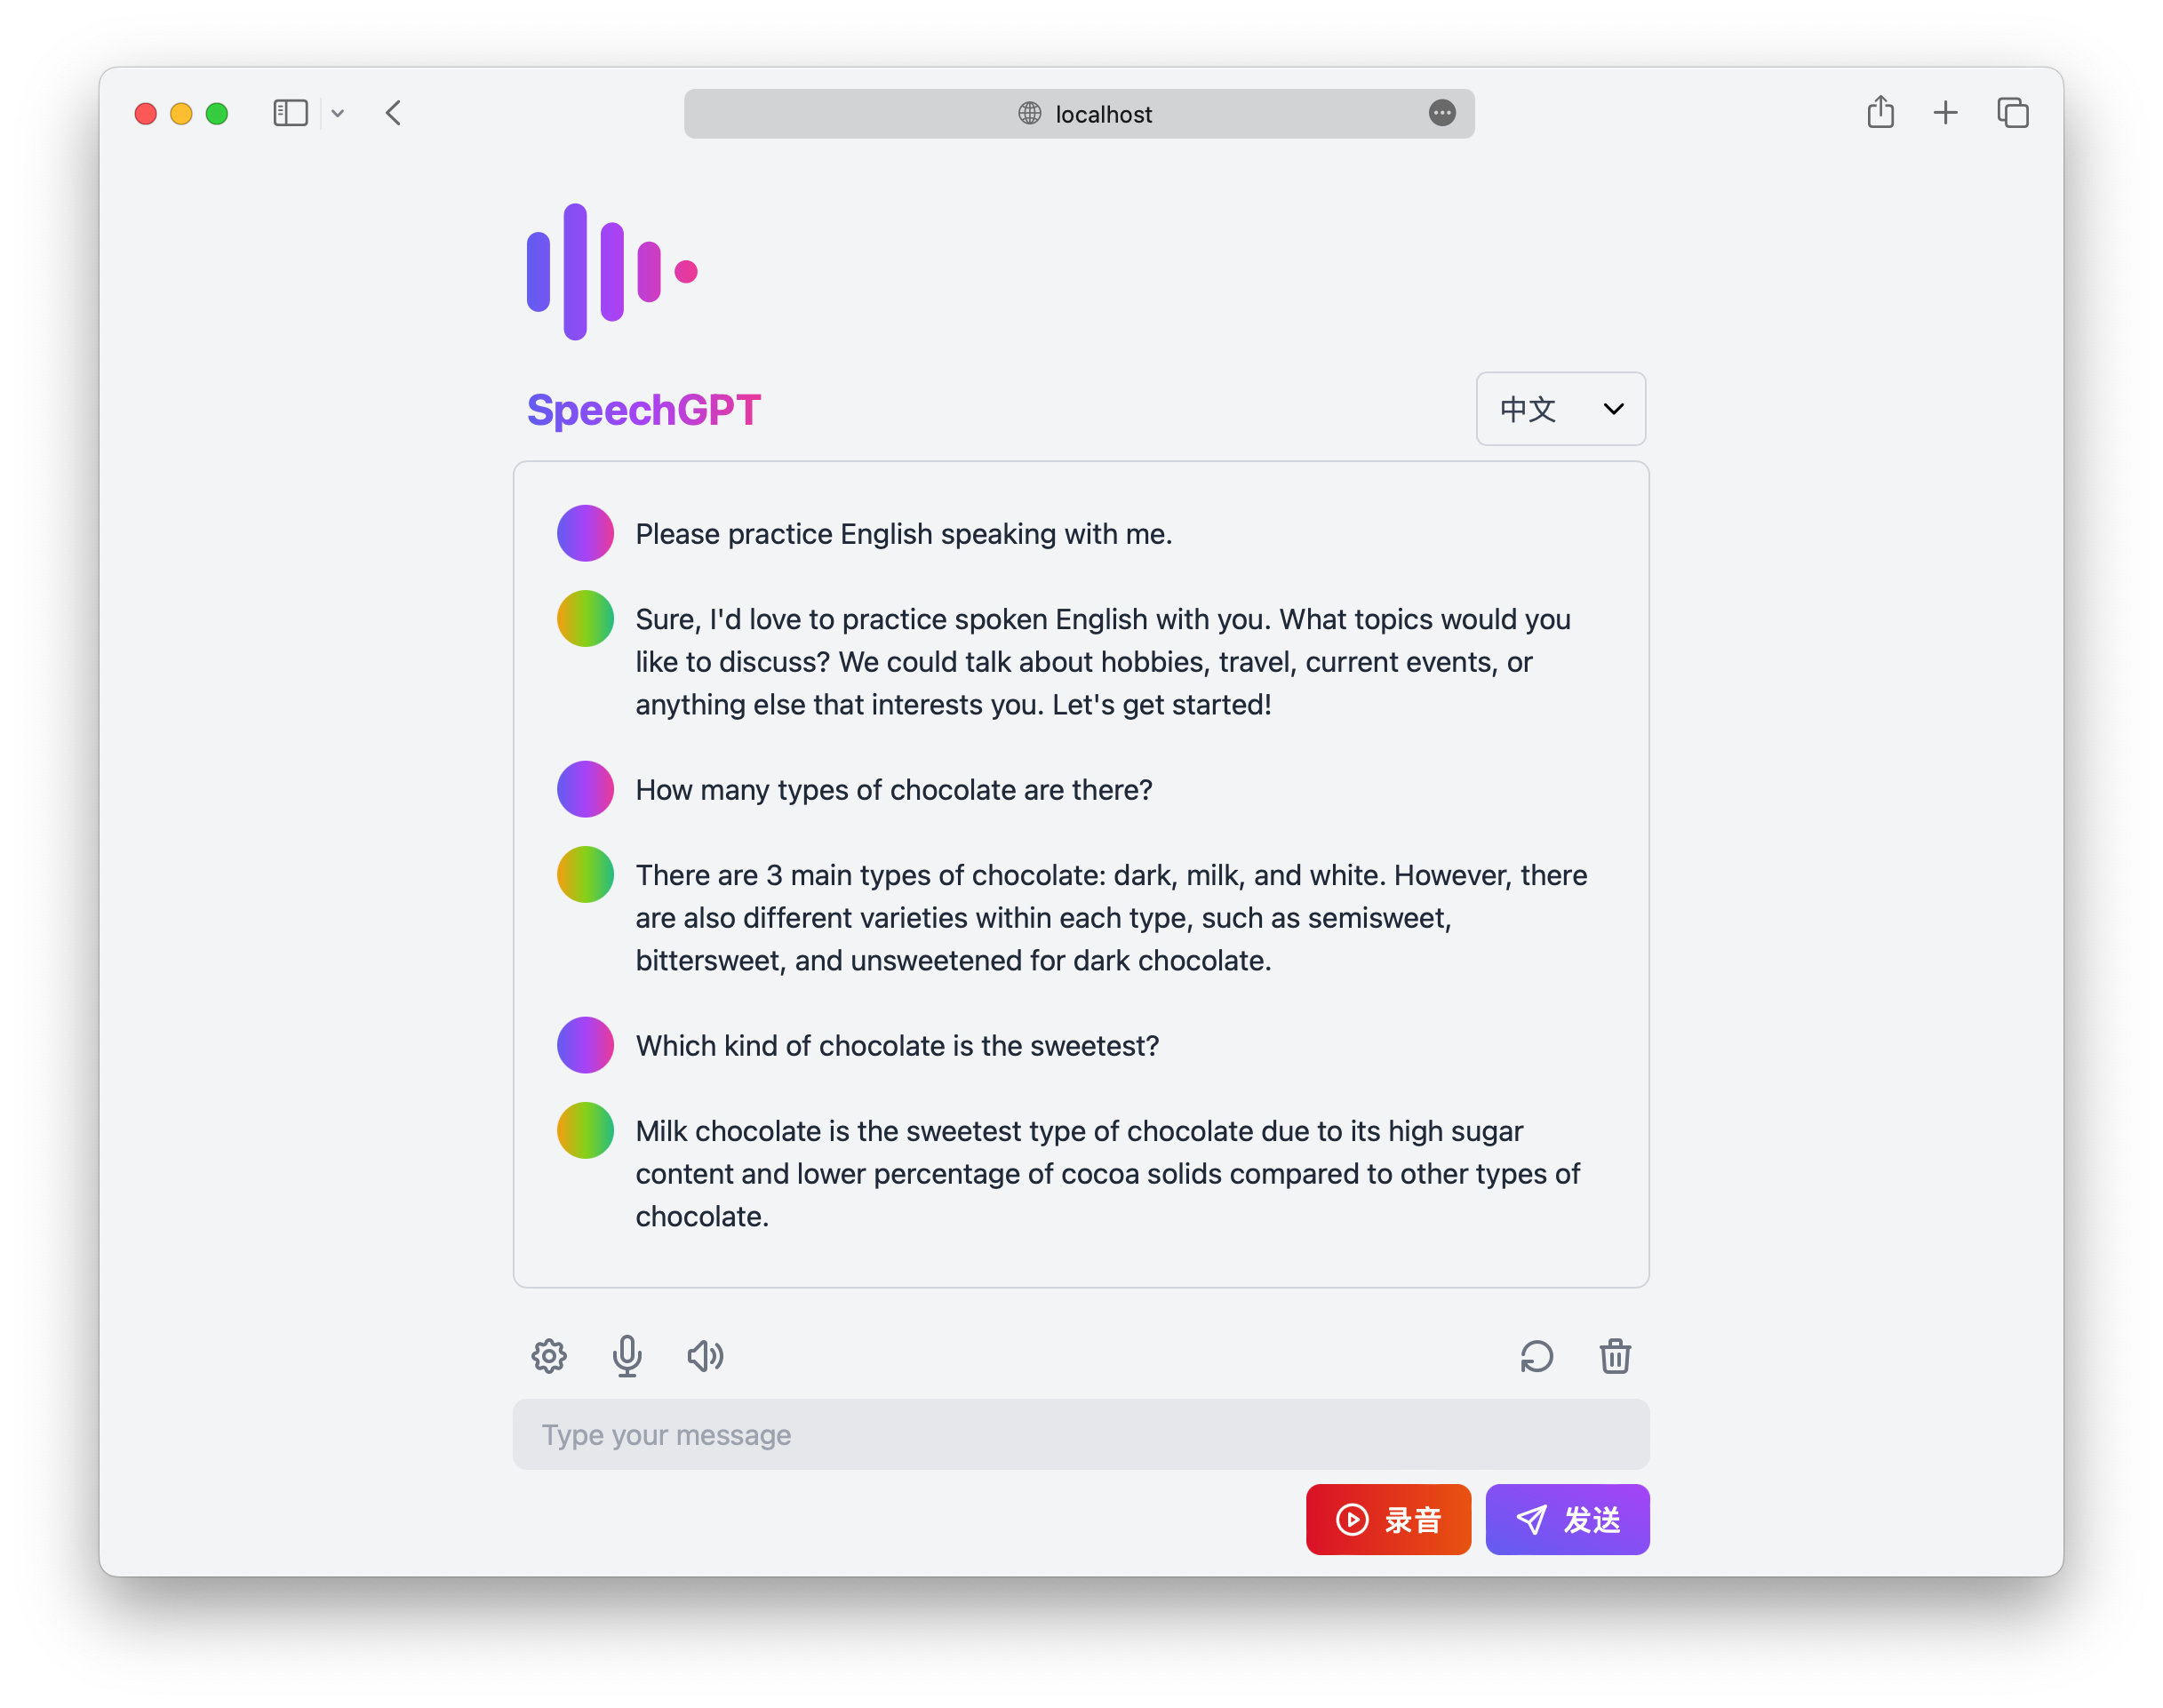 localhost
SpeechGPT
中文
Please practice English speaking with me.
Sure, I'd love to practice spoken English with you. What topics would you
like to discuss? We could talk about hobbies, travel, current events, or
anything else that interests you. Let's get started!
How many types of chocolate are there?
There are 3 main types of chocolate: dark, milk, and white. However, there
are also different varieties within each type, such as semisweet,
bittersweet, and unsweetened for dark chocolate.
Which kind of chocolate is the sweetest?
Milk chocolate is the sweetest type of chocolate due to its high sugar
content and lower percentage of cocoa solids compared to other types of
chocolate.
Type your message
录音
发送